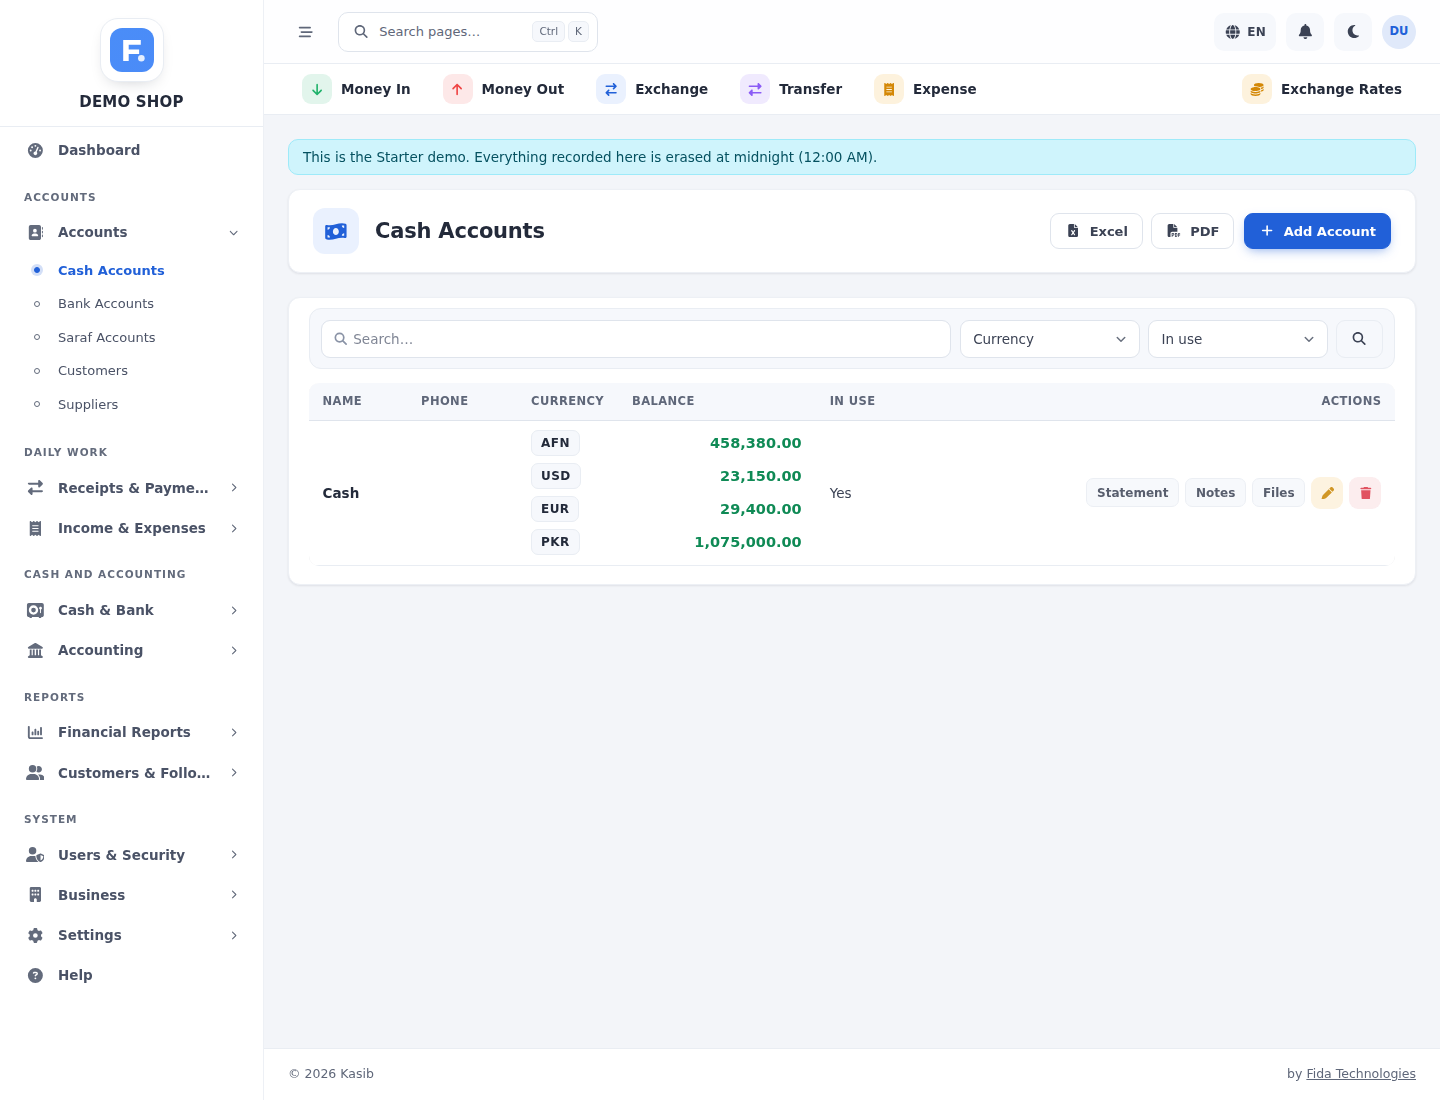 F.
DEMO SHOP
Dashboard
ACCOUNTS
Accounts
Cash Accounts
Bank Accounts
Saraf Accounts
Customers
Suppliers
DAILY WORK
Receipts & Payme...
Income & Expenses
CASH AND ACCOUNTING
Cash & Bank
Accounting
REPORTS
Financial Reports
Customers & Follo...
SYSTEM
Users & Security
Business
Settings
Help
Search pages... Ctrl K
EN
DU
Money In
Money Out
Exchange
Transfer
Expense
Exchange Rates
This is the Starter demo. Everything recorded here is erased at midnight (12:00 AM).
Cash Accounts
Excel
PDF
Add Account
Search...
Currency
In use
NAME PHONE CURRENCY BALANCE IN USE ACTIONS
Cash
AFN 458,380.00
USD 23,150.00
EUR 29,400.00
PKR 1,075,000.00
Yes
Statement Notes Files
© 2026 Kasib
by Fida Technologies